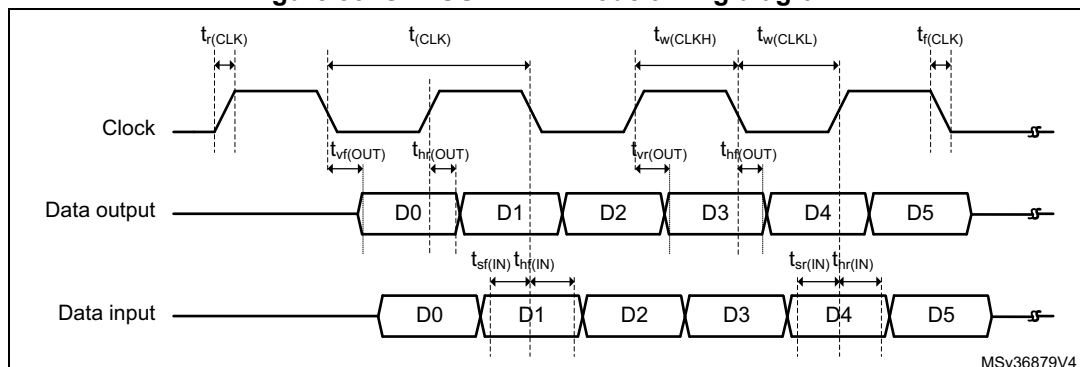 t_r(CLK) t_(CLK) t_w(CLKH) t_w(CLKL) t_f(CLK)
Clock
t_vf(OUT) t_hr(OUT) t_vr(OUT) t_hf(OUT)
Data output D0 D1 D2 D3 D4 D5
t_sf(IN) t_hf(IN) t_sr(IN) t_hr(IN)
Data input D0 D1 D2 D3 D4 D5
MSv36879V4